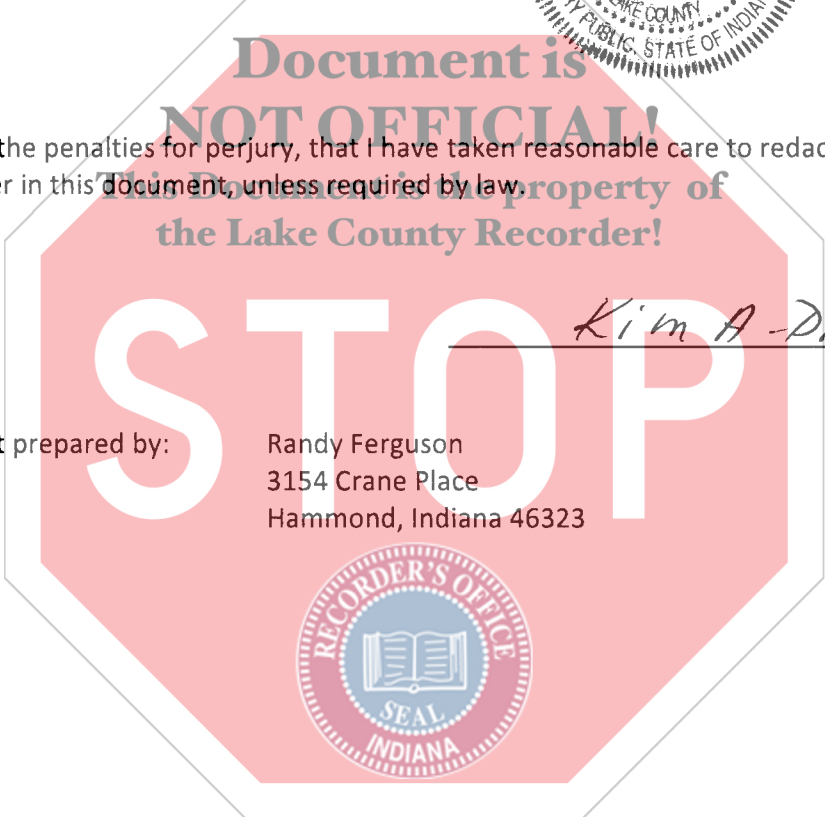 LAKE COUNTY
PUBLIC, STATE OF INDIANA
Document is
NOT OFFICIAL!
the penalties for perjury, that I have taken reasonable care to redac
er in this document, unless required by law.
This Document is the property of
the Lake County Recorder!
Kim A-D
STOP
t prepared by:
Randy Ferguson
3154 Crane Place
Hammond, Indiana 46323
RECORDER'S OFFICE
SEAL
INDIANA